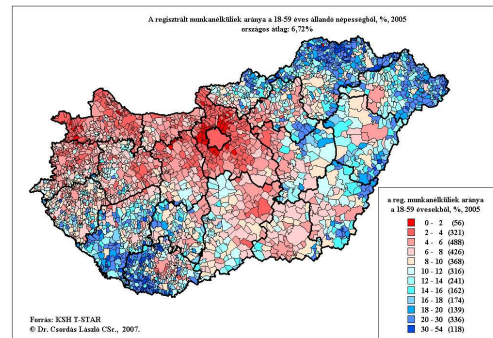 A regisztrált munkanélküliek aránya a 18-59 éves állandó népességből, %, 2005
országos átlag: 6,72%
a reg. munkanélküliek aránya
a 18-59 évesekből, %, 2005
0 - 2 (56)
2 - 4 (321)
4 - 6 (488)
6 - 8 (426)
8 - 10 (368)
10 - 12 (316)
12 - 14 (241)
14 - 16 (162)
16 - 18 (174)
18 - 20 (139)
20 - 30 (336)
30 - 54 (118)
Forrás: KSH T-STAR
© Dr. Csordás László CSc., 2007.